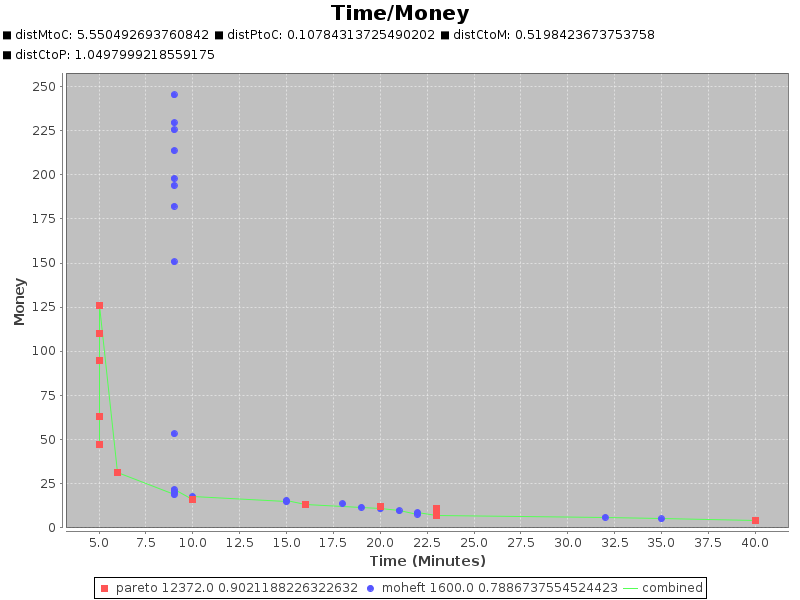 Time/Money
distMtoC: 5.550492693760842 distPtoC: 0.10784313725490202 distCtoM: 0.5198423673753758
distCtoP: 1.0497999218559175
250
225
200
175
150
125
100
75
50
25
0
Money
5.0 7.5 10.0 12.5 15.0 17.5 20.0 22.5 25.0 27.5 30.0 32.5 35.0 37.5 40.0
Time (Minutes)
pareto 12372.0 0.9021188226322632 moheft 1600.0 0.7886737554524423 combined